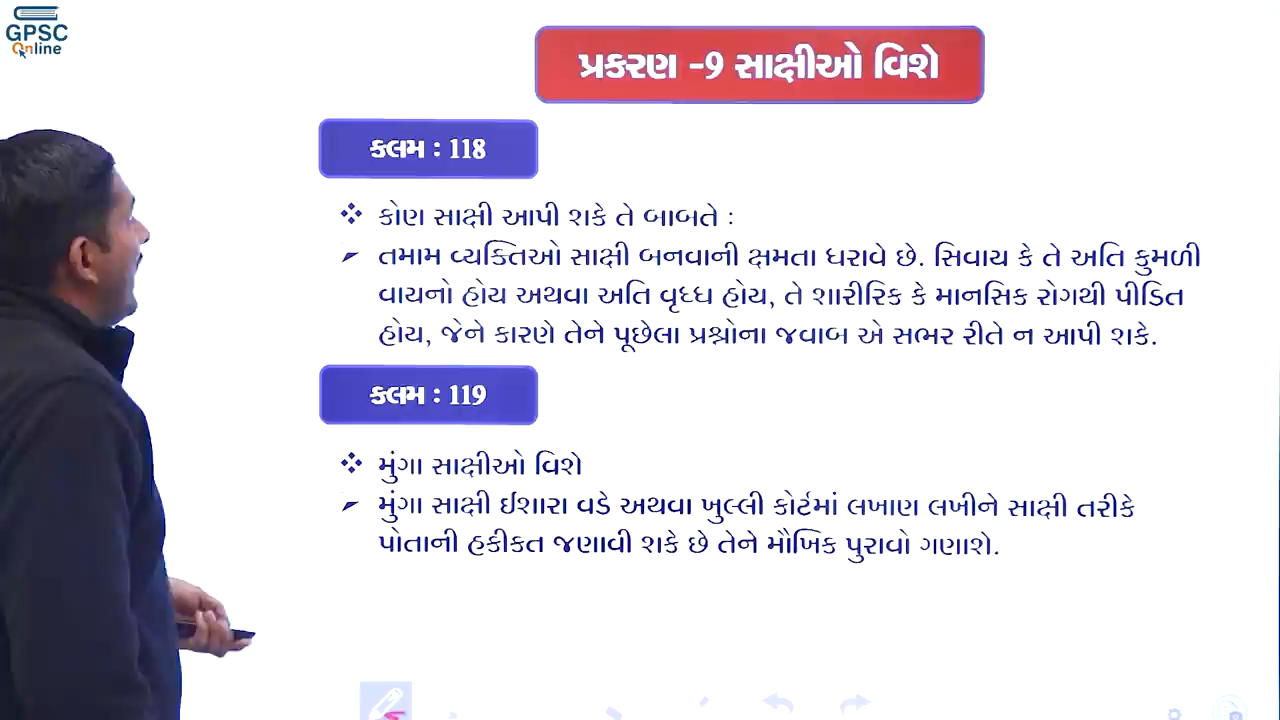 GPSC
Online
પ્રકરણ -9 સાક્ષીઓ વિશે
કલમ : 118
કોણ સાક્ષી આપી શકે તે બાબતે :
તમામ વ્યક્તિઓ સાક્ષી બનવાની ક્ષમતા ધરાવે છે. સિવાય કે તે અતિ કુમળી
વાયનો હોય અથવા અતિ વૃધ્ધ હોય, તે શારીરિક કે માનસિક રોગથી પીડિત
હોય, જેને કારણે તેને પૂછેલા પ્રશ્નોના જવાબ એ સભર રીતે ન આપી શકે.
કલમ : 119
મુંગા સાક્ષીઓ વિશે
મુંગા સાક્ષી ઈશારા વડે અથવા ખુલ્લી કોર્ટમાં લખાણ લખીને સાક્ષી તરીકે
પોતાની હકીકત જણાવી શકે છે તેને મૌખિક પુરાવો ગણાશે.